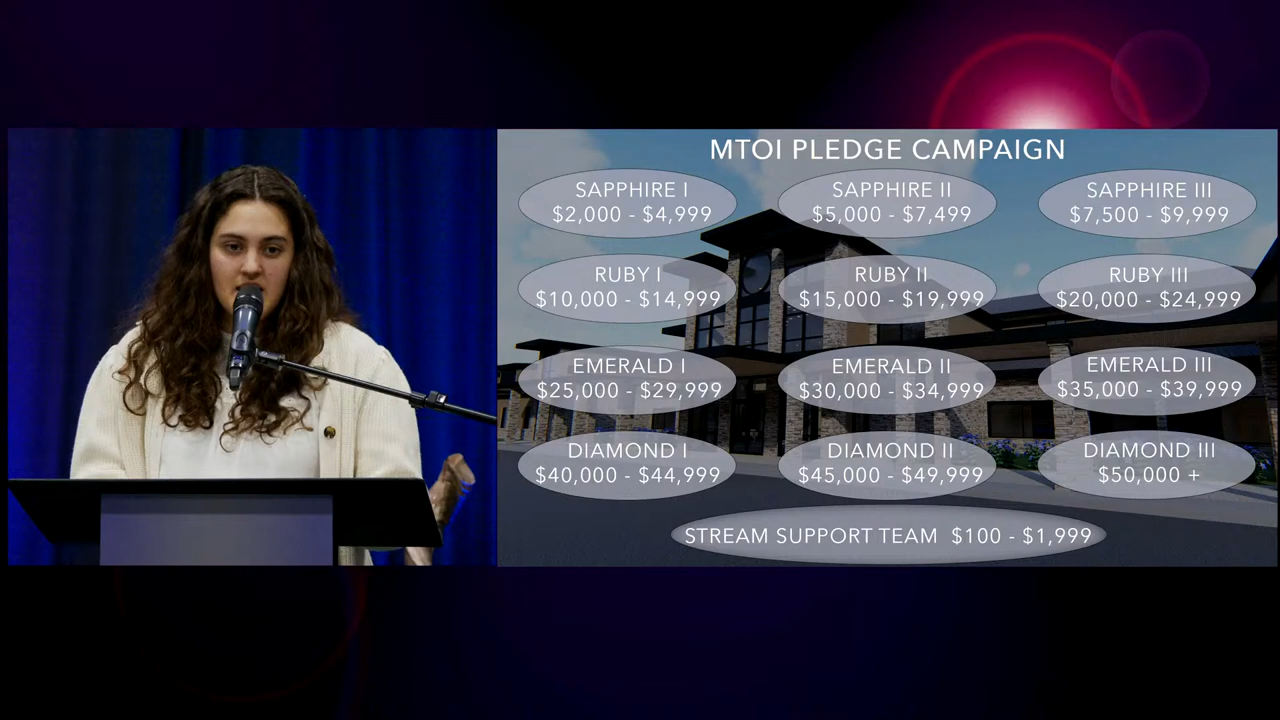 MTOI PLEDGE CAMPAIGN
SAPPHIRE I
$2,000 - $4,999
SAPPHIRE II
$5,000 - $7,499
SAPPHIRE III
$7,500 - $9,999
RUBY I
$10,000 - $14,999
RUBY II
$15,000 - $19,999
RUBY III
$20,000 - $24,999
EMERALD I
$25,000 - $29,999
EMERALD II
$30,000 - $34,999
EMERALD III
$35,000 - $39,999
DIAMOND I
$40,000 - $44,999
DIAMOND II
$45,000 - $49,999
DIAMOND III
$50,000 +
STREAM SUPPORT TEAM $100 - $1,999